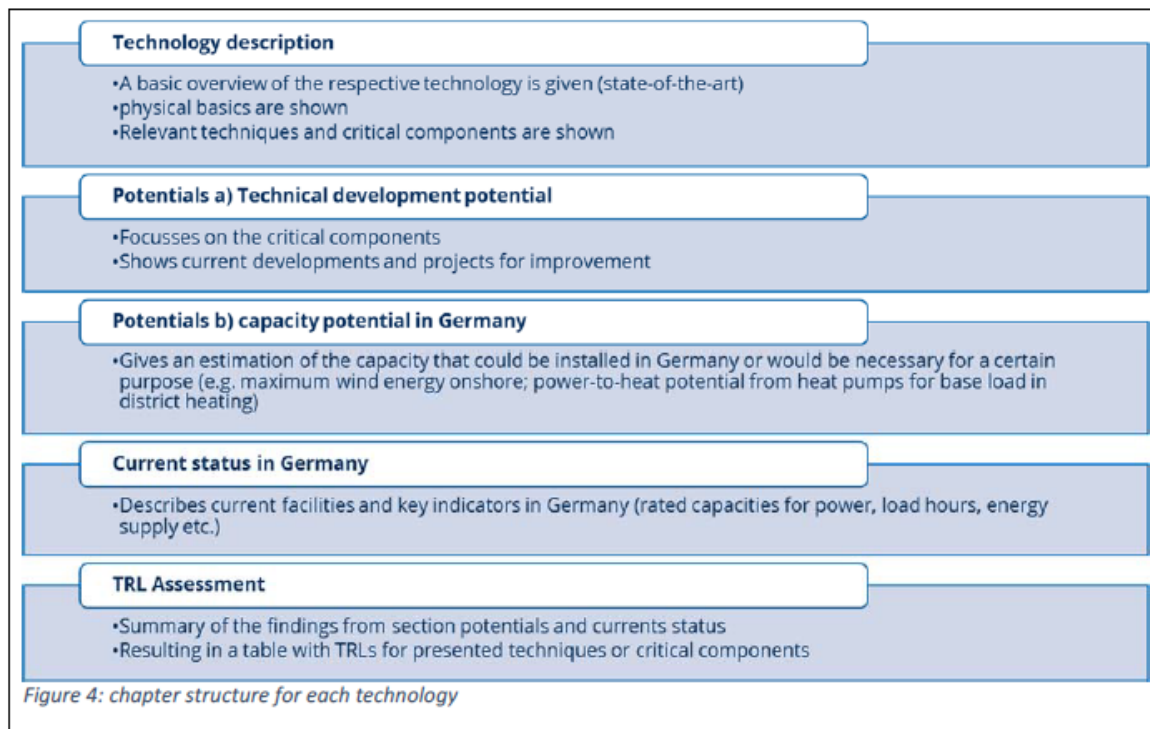 Technology description
•A basic overview of the respective technology is given (state-of-the-art)
•physical basics are shown
•Relevant techniques and critical components are shown
Potentials a) Technical development potential
•Focusses on the critical components
•Shows current developments and projects for improvement
Potentials b) capacity potential in Germany
•Gives an estimation of the capacity that could be installed in Germany or would be necessary for a certain
purpose (e.g. maximum wind energy onshore; power-to-heat potential from heat pumps for base load in
district heating)
Current status in Germany
•Describes current facilities and key indicators in Germany (rated capacities for power, load hours, energy
supply etc.)
TRL Assessment
•Summary of the findings from section potentials and currents status
•Resulting in a table with TRLs for presented techniques or critical components
Figure 4: chapter structure for each technology